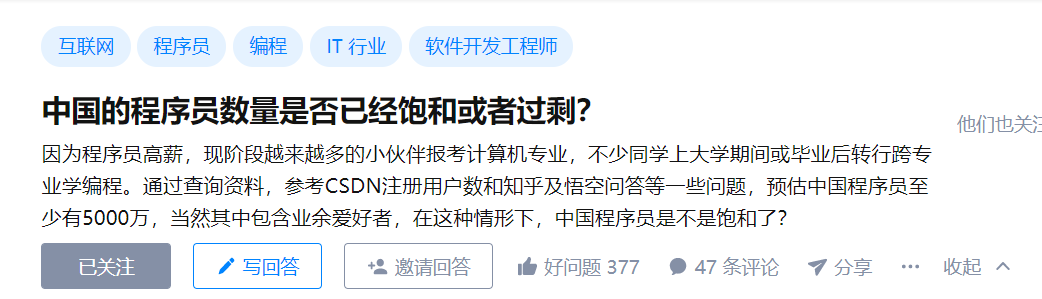 互联网 程序员 编程 IT 行业 软件开发工程师
中国的程序员数量是否已经饱和或者过剩？
他们也关注
因为程序员高薪，现阶段越来越多的小伙伴报考计算机专业，不少同学上大学期间或毕业后转行跨专
业学编程。通过查询资料，参考CSDN注册用户数和知乎及悟空问答等一些问题，预估中国程序员至
少有5000万，当然其中包含业余爱好者，在这种情形下，中国程序员是不是饱和了？
已关注 写回答 邀请回答 好问题 377 47 条评论 分享 ··· 收起